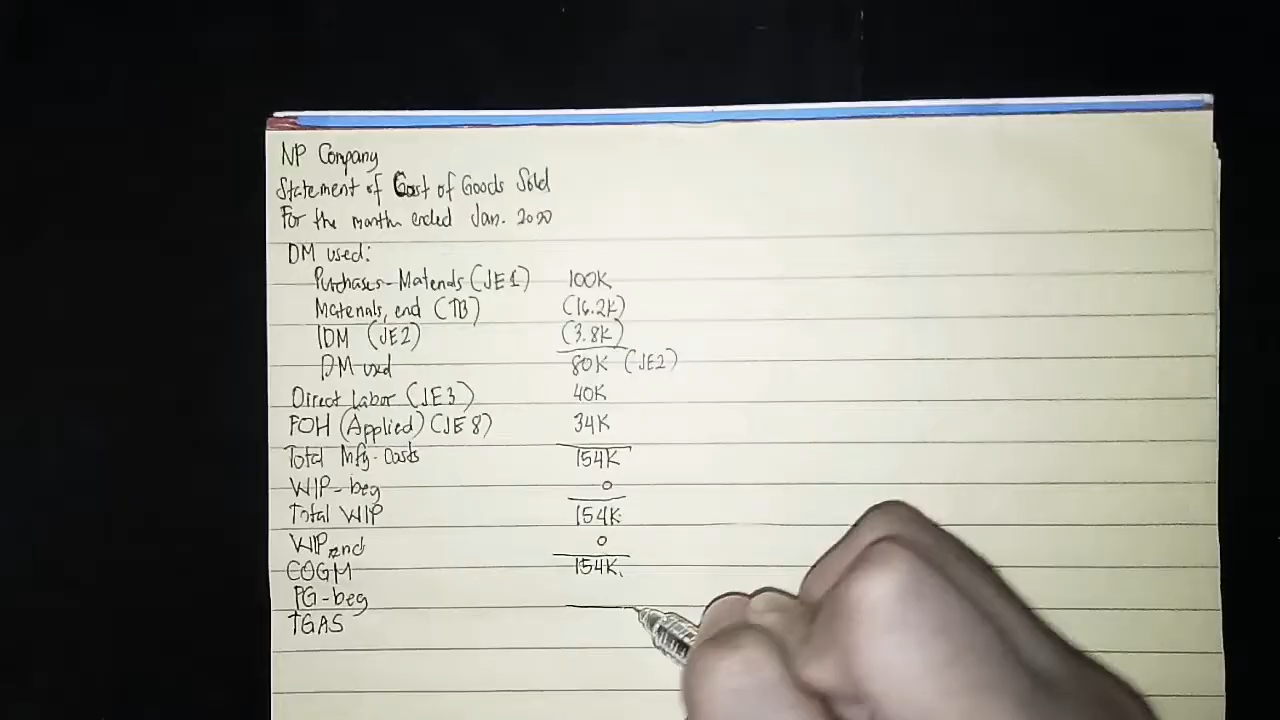 NP Company
Statement of Cost of Goods Sold
For the month ended Jan. 2020
DM used:
Purchases-Materials (JE1) 100K
Materials, end (TB) (16.2K)
IDM (JE2) (3.8K)
DM used 80K (JE2)
Direct Labor (JE3) 40K
FOH (Applied) (JE8) 34K
Total Mfg. Costs 154K
WIP-beg 0
Total WIP 154K
WIP, end 0
COGM 154K
FG-beg
TGAS